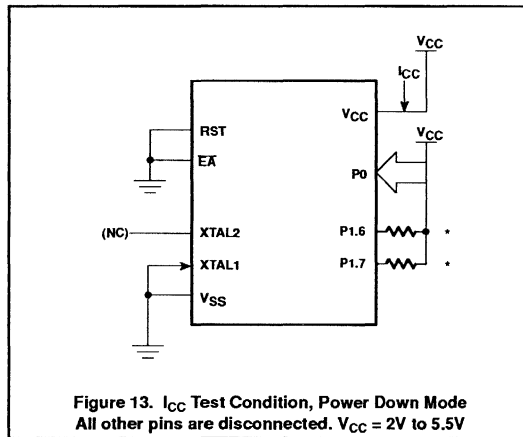 VCC
ICC
VCC
RST
VCC
EA
P0
(NC)
XTAL2
P1.6
*
XTAL1
P1.7
*
VSS
Figure 13. ICC Test Condition, Power Down Mode
All other pins are disconnected. VCC = 2V to 5.5V